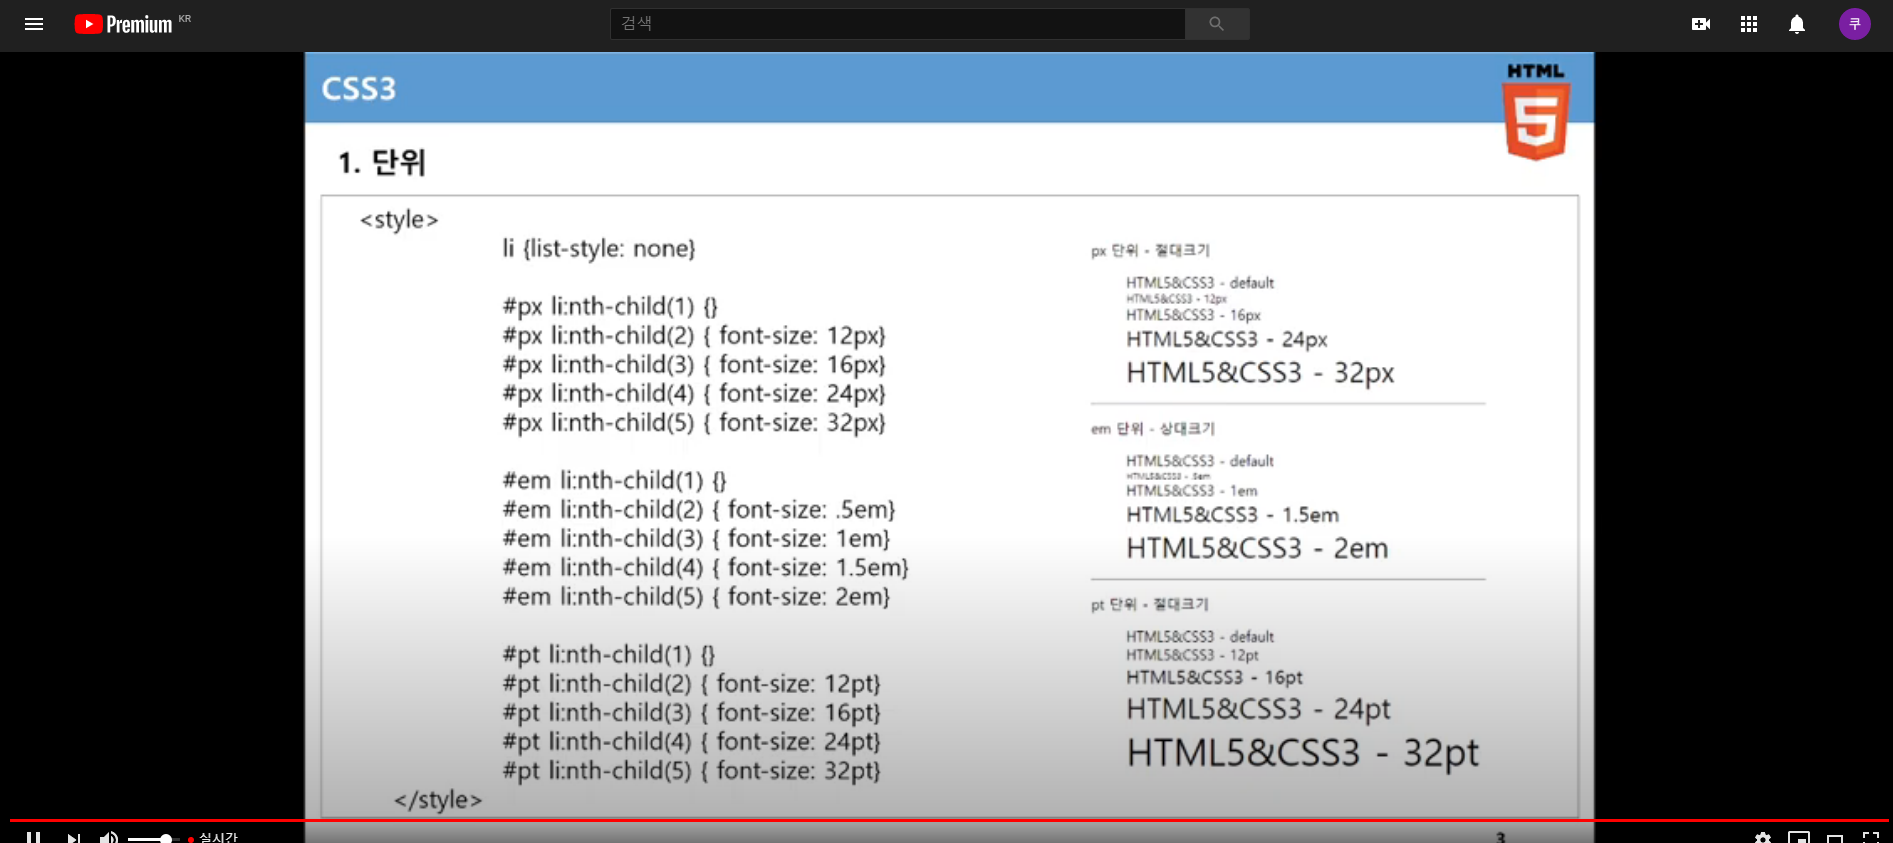 Premium KR
검색
쿠
CSS3
HTML
5
1. 단위
<style>
li {list-style: none}
#px li:nth-child(1) {}
#px li:nth-child(2) { font-size: 12px}
#px li:nth-child(3) { font-size: 16px}
#px li:nth-child(4) { font-size: 24px}
#px li:nth-child(5) { font-size: 32px}
#em li:nth-child(1) {}
#em li:nth-child(2) { font-size: .5em}
#em li:nth-child(3) { font-size: 1em}
#em li:nth-child(4) { font-size: 1.5em}
#em li:nth-child(5) { font-size: 2em}
#pt li:nth-child(1) {}
#pt li:nth-child(2) { font-size: 12pt}
#pt li:nth-child(3) { font-size: 16pt}
#pt li:nth-child(4) { font-size: 24pt}
#pt li:nth-child(5) { font-size: 32pt}
</style>
px 단위 - 절대크기
HTML5&CSS3 - default
HTML5&CSS3 - 12px
HTML5&CSS3 - 16px
HTML5&CSS3 - 24px
HTML5&CSS3 - 32px
em 단위 - 상대크기
HTML5&CSS3 - default
HTML5&CSS3 - .5em
HTML5&CSS3 - 1em
HTML5&CSS3 - 1.5em
HTML5&CSS3 - 2em
pt 단위 - 절대크기
HTML5&CSS3 - default
HTML5&CSS3 - 12pt
HTML5&CSS3 - 16pt
HTML5&CSS3 - 24pt
HTML5&CSS3 - 32pt
실시간
3